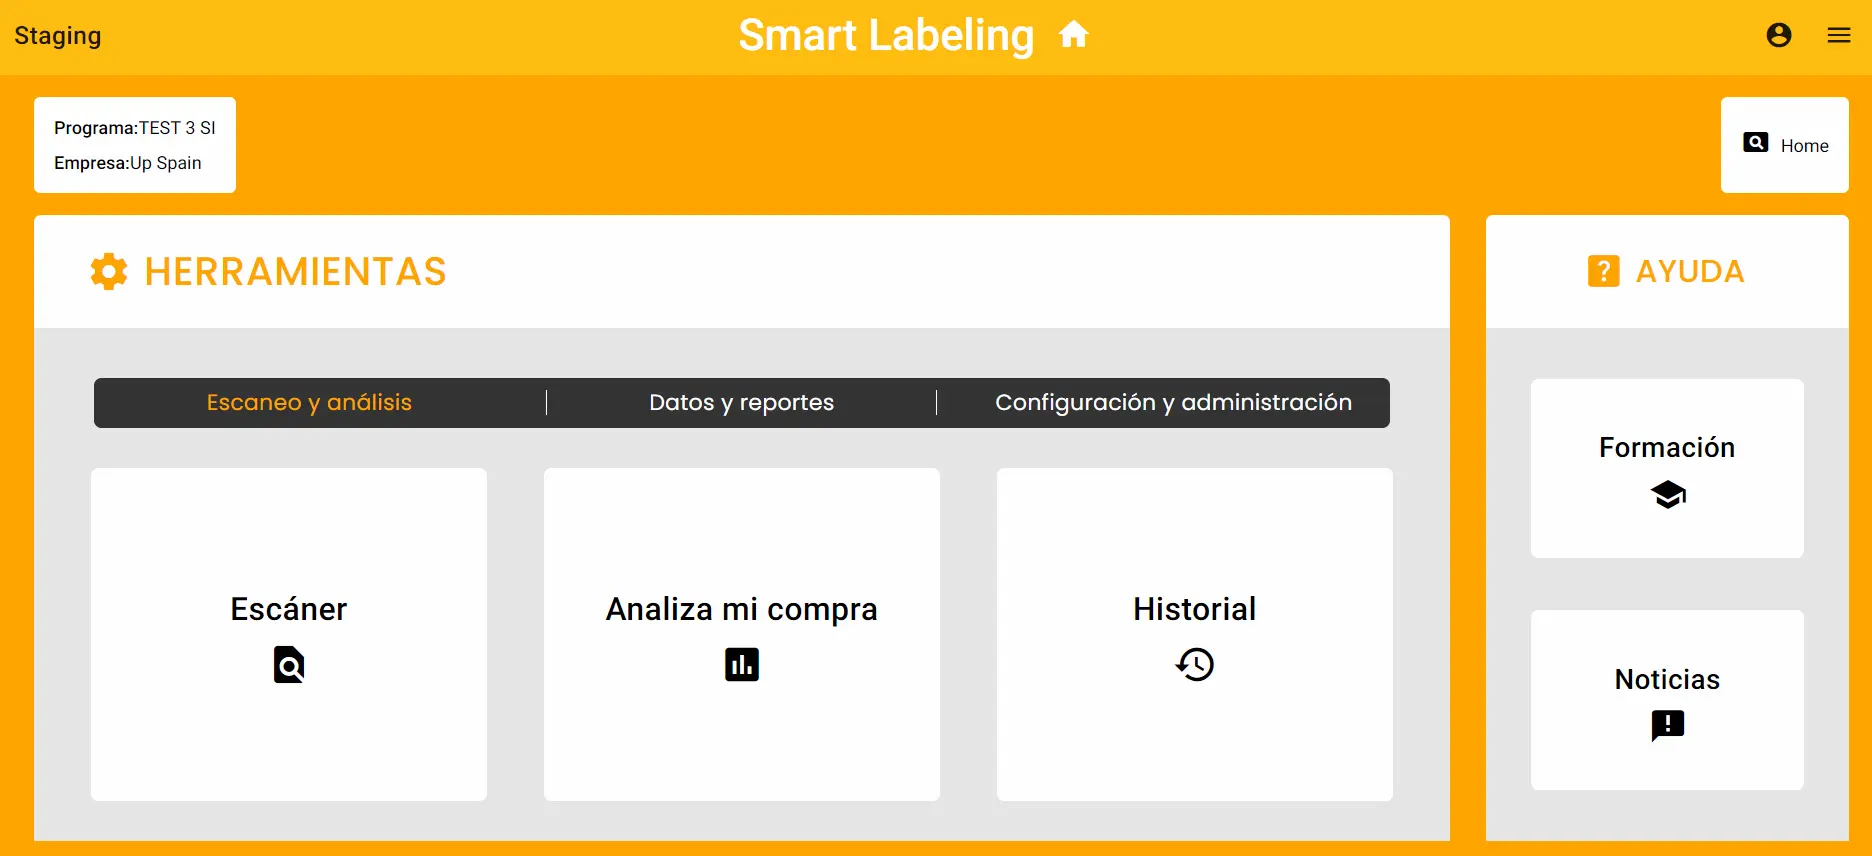 Staging
Smart Labeling
Programa:TEST 3 SI
Empresa:Up Spain
Home
HERRAMIENTAS
Escaneo y análisis
Datos y reportes
Configuración y administración
Escáner
Analiza mi compra
Historial
AYUDA
Formación
Noticias